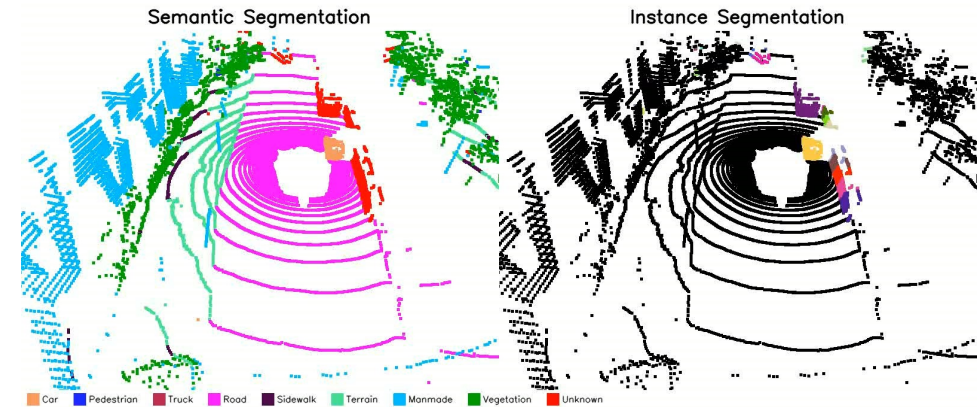 Semantic Segmentation
Instance Segmentation
Car Pedestrian Truck Road Sidewalk Terrain Manmade Vegetation Unknown